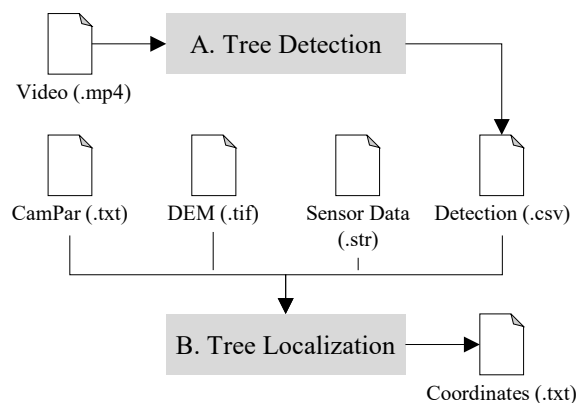 A. Tree Detection
Video (.mp4)
CamPar (.txt)
DEM (.tif)
Sensor Data
(.str)
Detection (.csv)
B. Tree Localization
Coordinates (.txt)